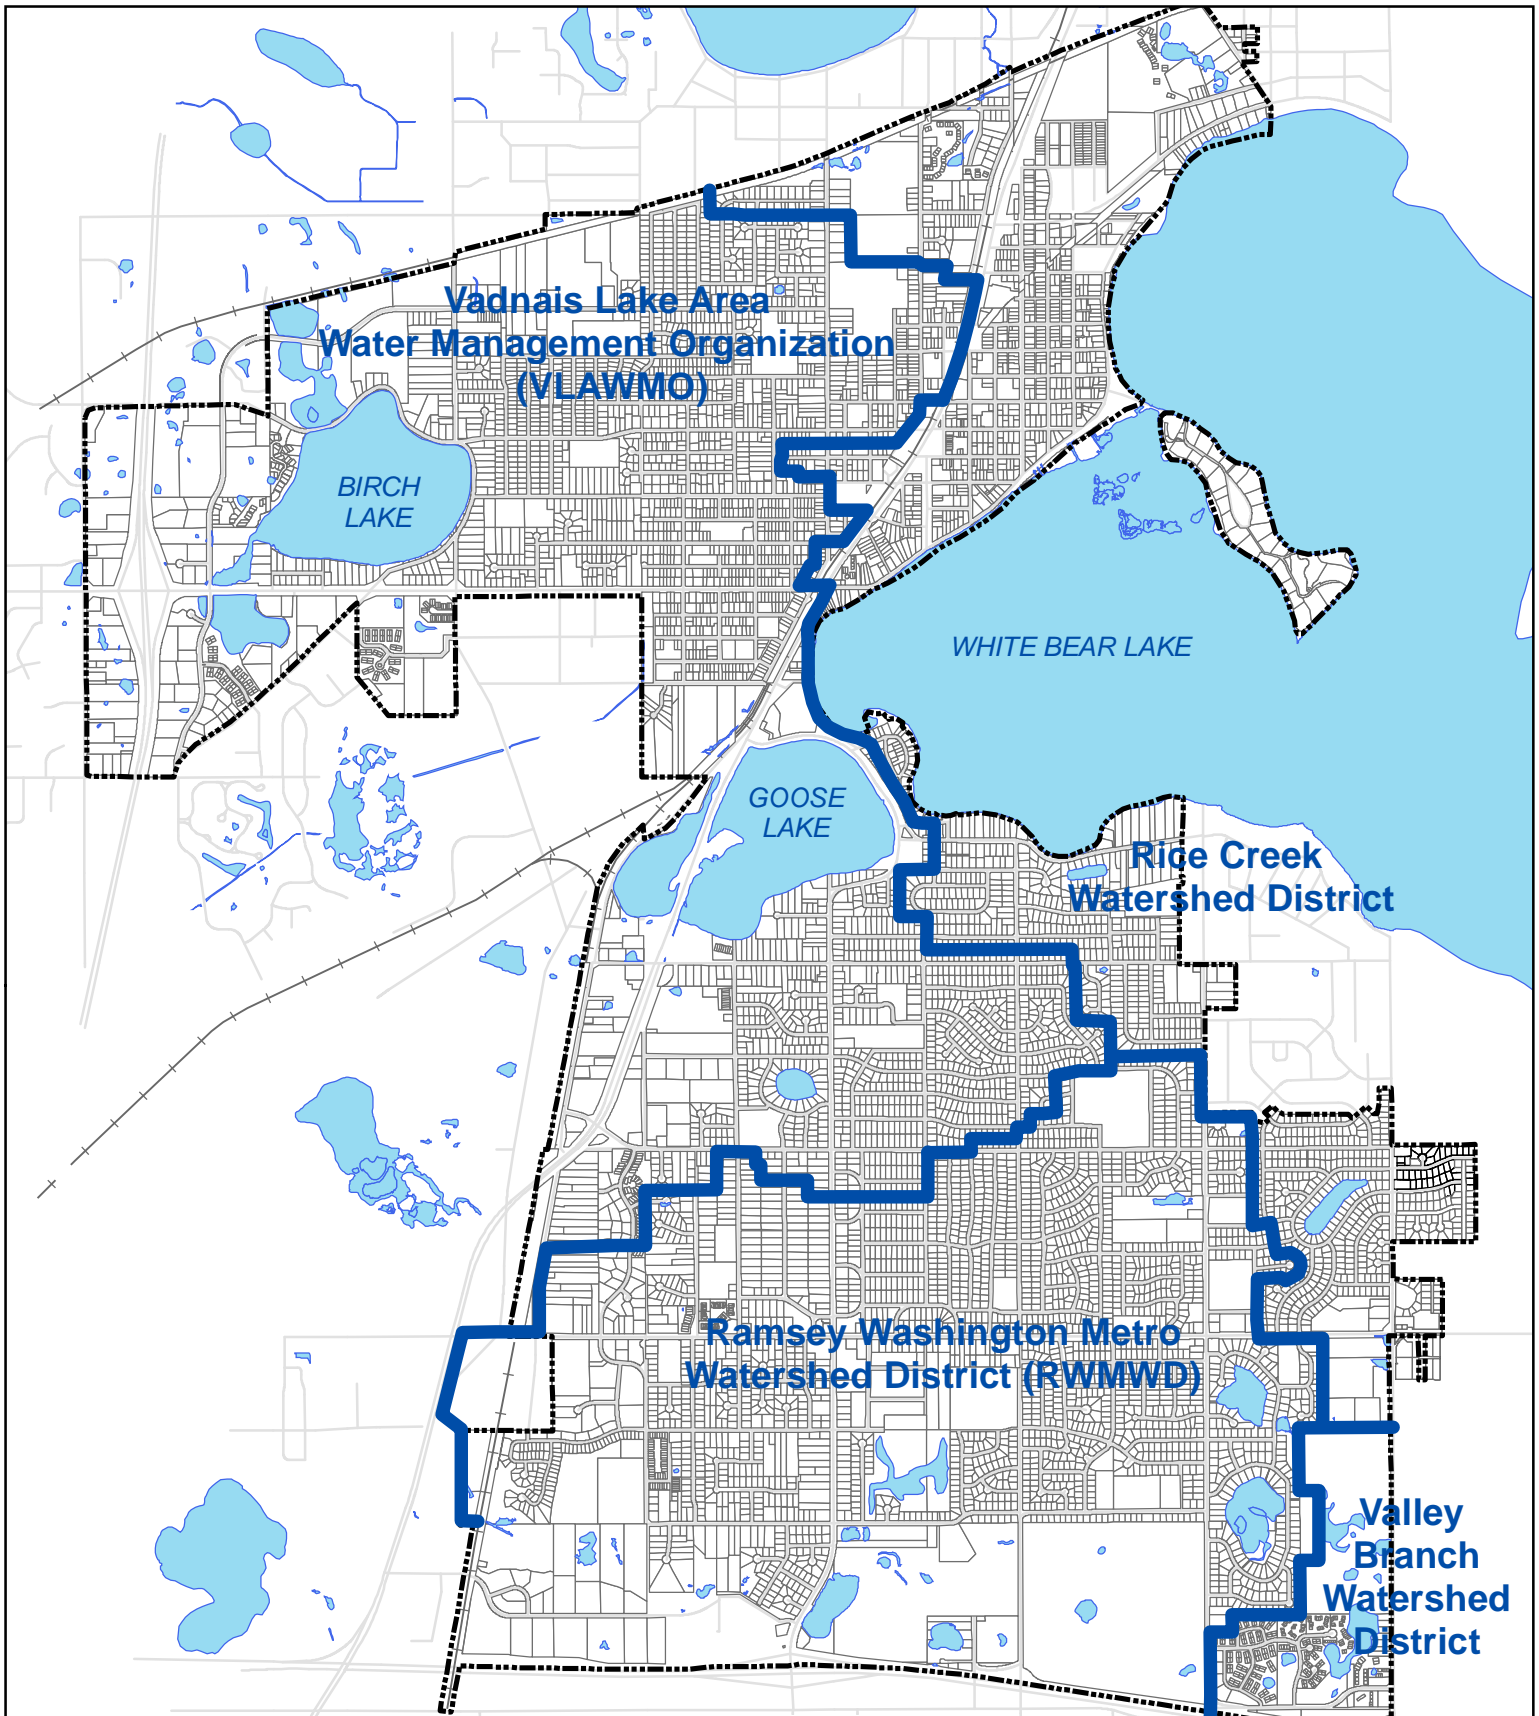 Vadnais Lake Area
Water Management Organization
(VLAWMO)
BIRCH
LAKE
WHITE BEAR LAKE
GOOSE
LAKE
Rice Creek
Watershed District
Ramsey Washington Metro
Watershed District (RWMWD)
Valley
Branch
Watershed
District